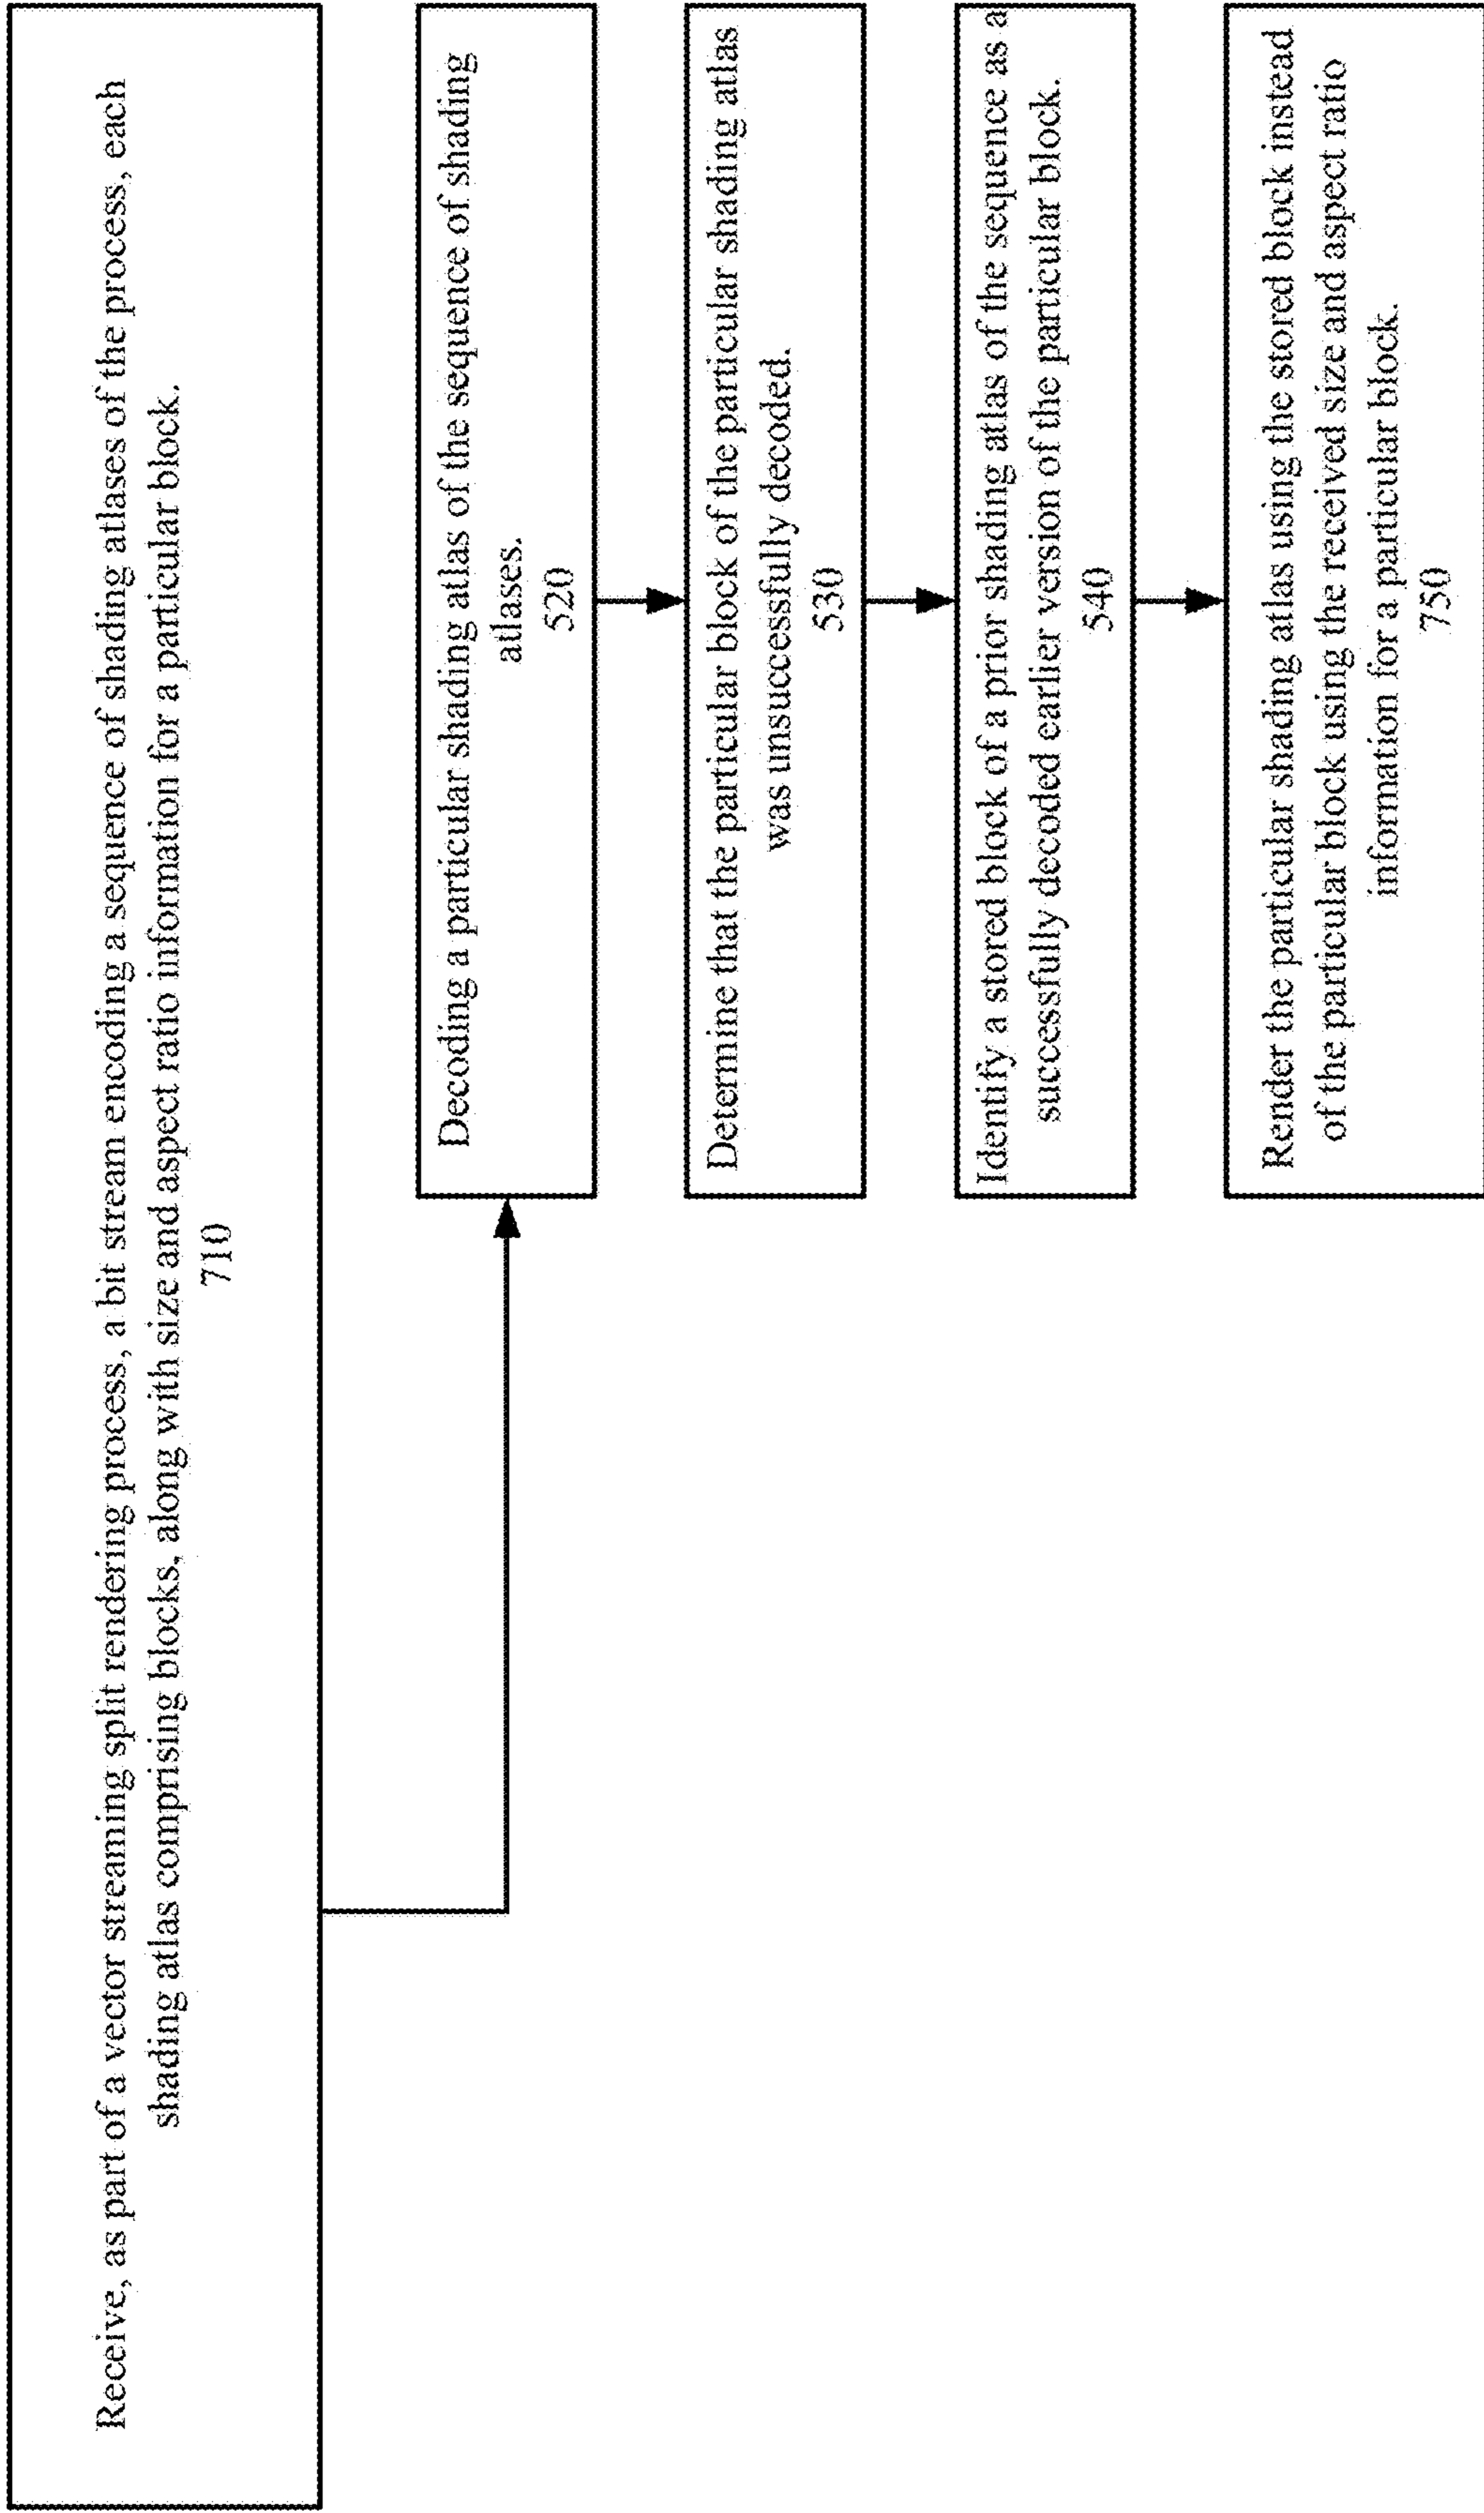 Receive, as part of a vector streaming split rendering process, a bit stream encoding a sequence of shading atlases of the process, each
shading atlas comprising blocks, along with size and aspect ratio information for a particular block.
710
Decoding a particular shading atlas of the sequence of shading
atlases.
520
Determine that the particular block of the particular shading atlas
was unsuccessfully decoded.
530
Identify a stored block of a prior shading atlas of the sequence as a
successfully decoded earlier version of the particular block.
540
Render the particular shading atlas using the stored block instead
of the particular block using the received size and aspect ratio
information for a particular block.
750